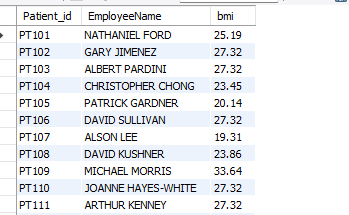 Patient_id EmployeeName bmi
PT101 NATHANIEL FORD 25.19
PT102 GARY JIMENEZ 27.32
PT103 ALBERT PARDINI 27.32
PT104 CHRISTOPHER CHONG 23.45
PT105 PATRICK GARDNER 20.14
PT106 DAVID SULLIVAN 27.32
PT107 ALSON LEE 19.31
PT108 DAVID KUSHNER 23.86
PT109 MICHAEL MORRIS 33.64
PT110 JOANNE HAYES-WHITE 27.32
PT111 ARTHUR KENNEY 27.32